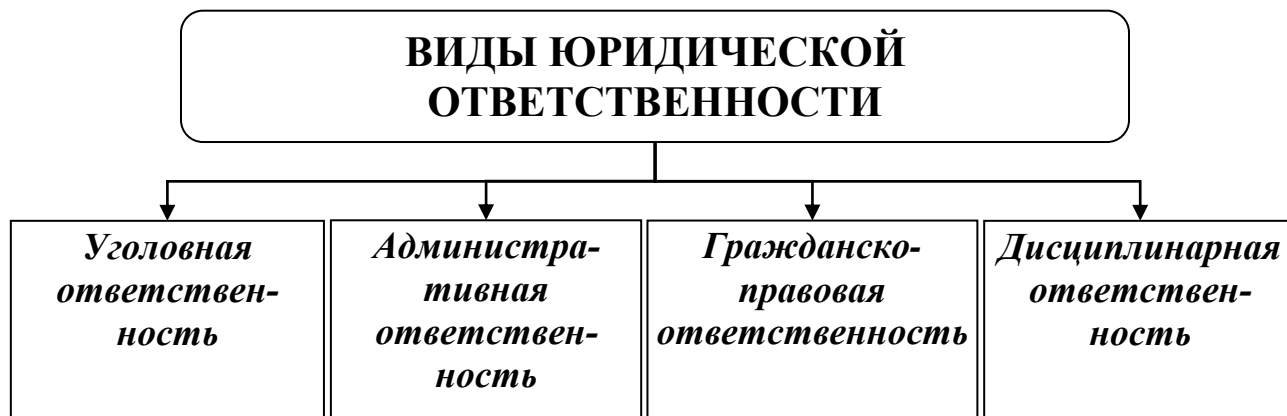 ВИДЫ ЮРИДИЧЕСКОЙ
ОТВЕТСТВЕННОСТИ
Уголовная
ответствен-
ность
Администра-
тивная
ответствен-
ность
Гражданско-
правовая
ответственность
Дисциплинарная
ответствен-
ность